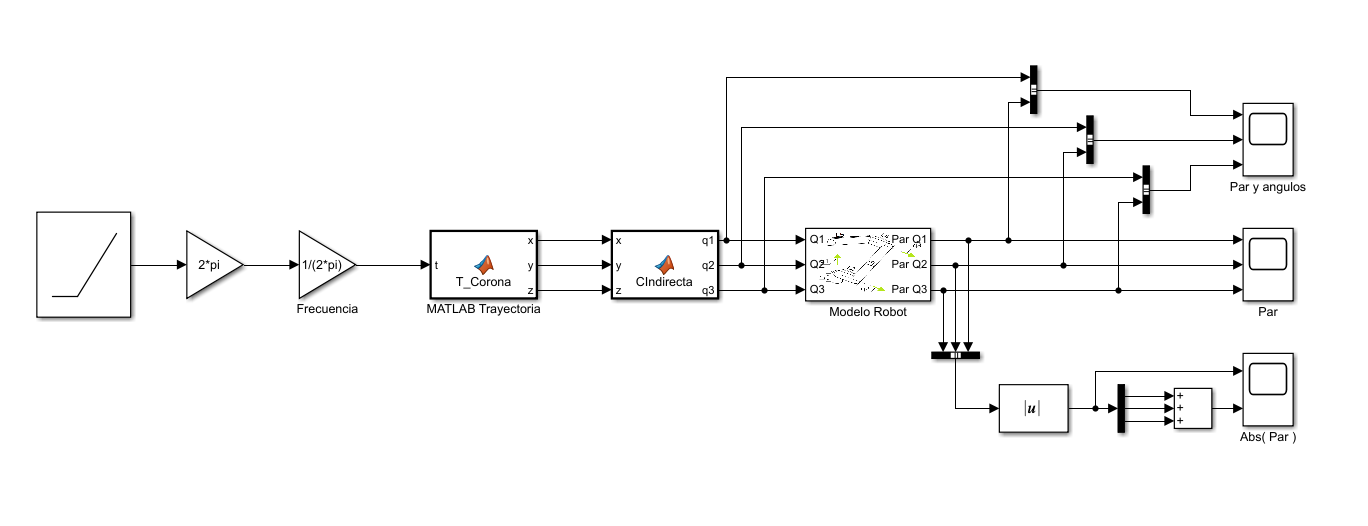 Par y angulos
2*pi
1/(2*pi)
Frecuencia
t
x
y
z
T_Corona
MATLAB Trayectoria
x
y
z
q1
q2
q3
CIndirecta
Q1
Q2
Q3
Par Q1
Par Q2
Par Q3
Modelo Robot
Par
|u|
+
+
+
Abs( Par )